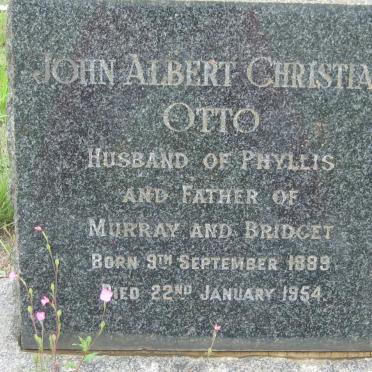 JOHN ALBERT CHRISTIA
OTTO
HUSBAND OF PHYLLIS
AND FATHER OF
MURRAY AND BRIDGET
BORN 9TH SEPTEMBER 1889.
DIED 22ND JANUARY 1954.